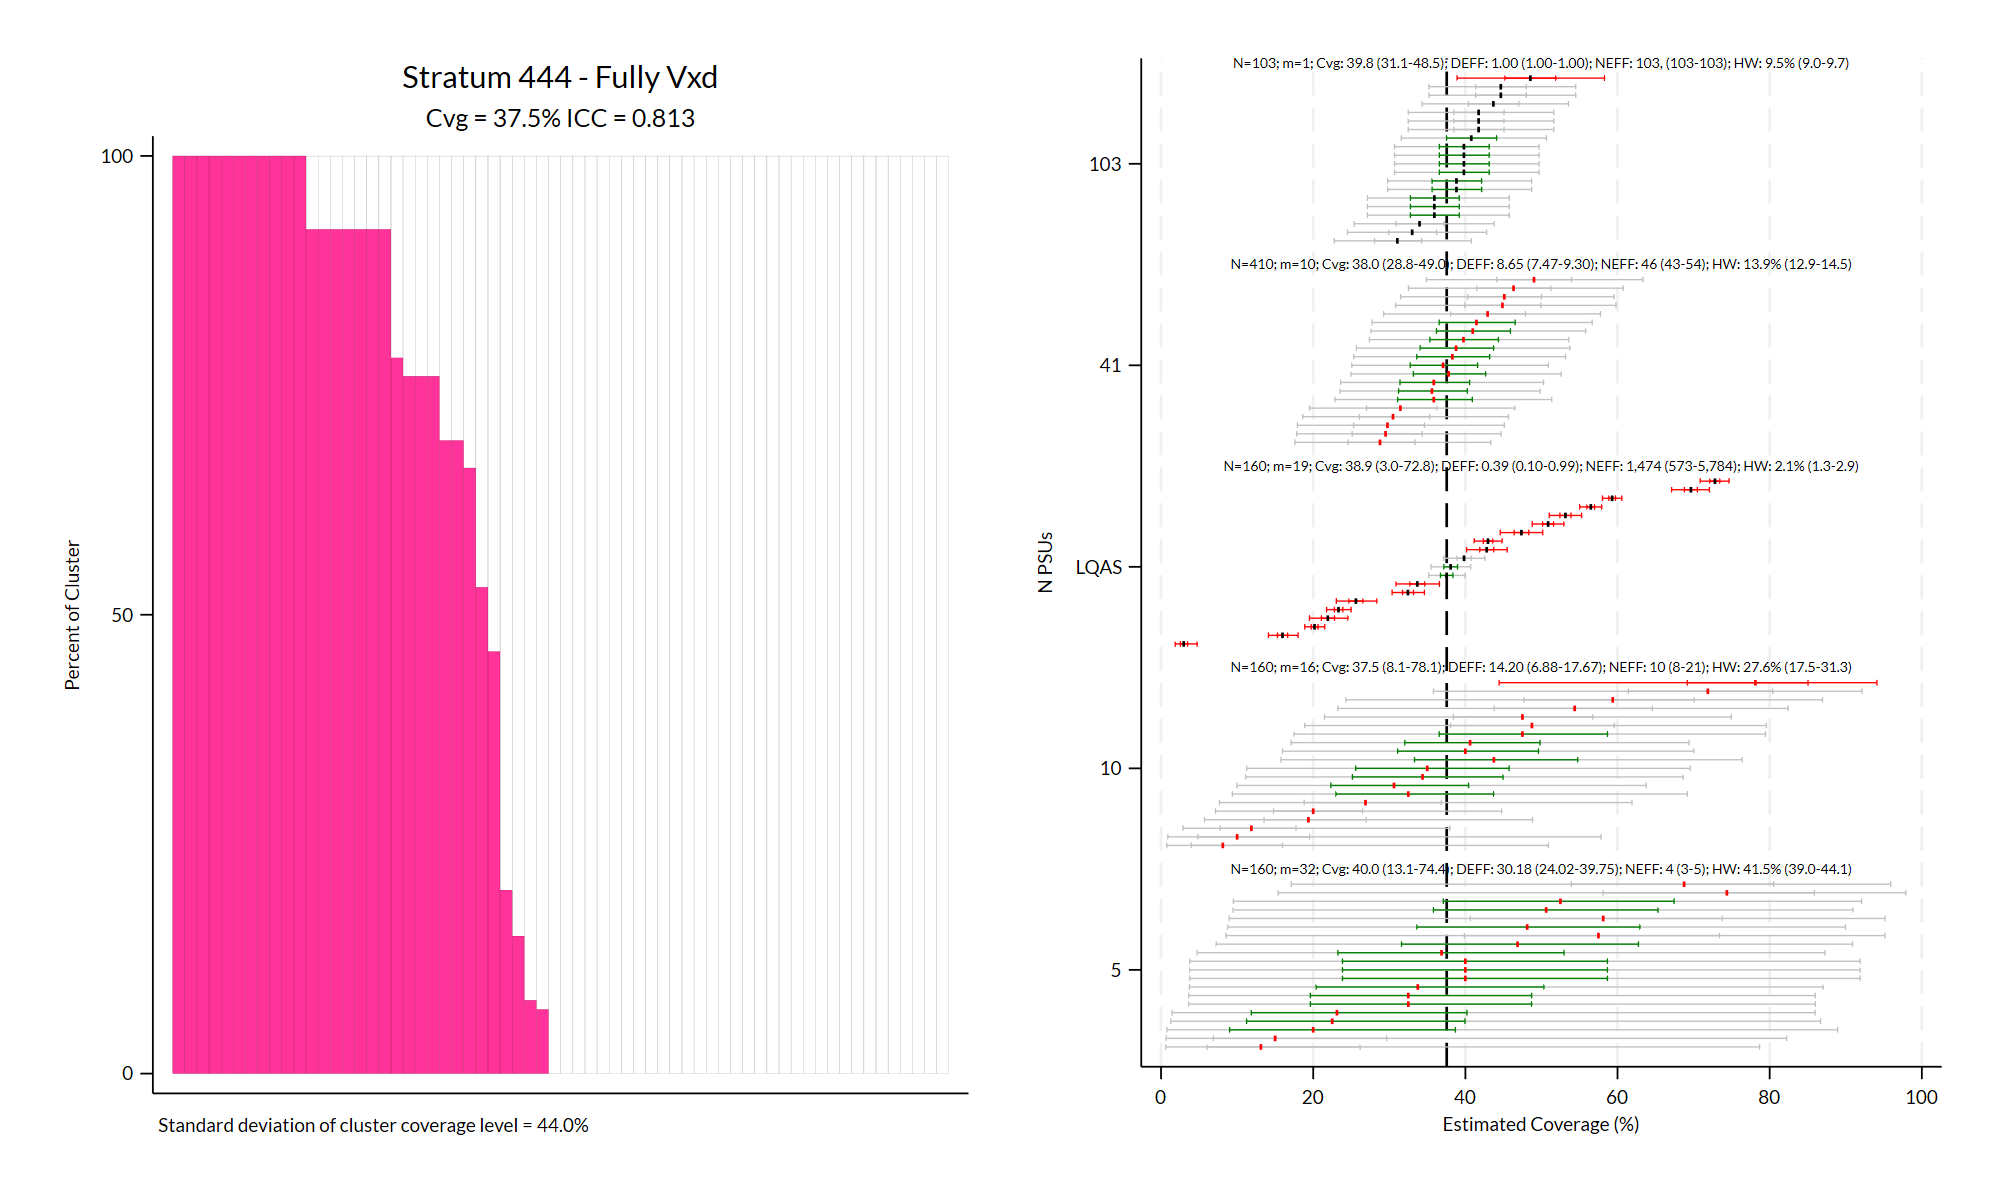 Stratum 444 - Fully Vxd
Cvg = 37.5% ICC = 0.813
100
50
0
Percent of Cluster
Standard deviation of cluster coverage level = 44.0%
N=103; m=1; Cvg: 39.8 (31.1-48.5); DEFF: 1.00 (1.00-1.00); NEFF: 103, (103-103); HW: 9.5% (9.0-9.7)
103
N=410; m=10; Cvg: 38.0 (28.8-49.0); DEFF: 8.65 (7.47-9.30); NEFF: 46 (43-54); HW: 13.9% (12.9-14.5)
41
N=160; m=19; Cvg: 38.9 (3.0-72.8); DEFF: 0.39 (0.10-0.99); NEFF: 1,474 (573-5,784); HW: 2.1% (1.3-2.9)
LQAS
N PSUs
N=160; m=16; Cvg: 37.5 (8.1-78.1); DEFF: 14.20 (6.88-17.67); NEFF: 10 (8-21); HW: 27.6% (17.5-31.3)
10
N=160; m=32; Cvg: 40.0 (13.1-74.4); DEFF: 30.18 (24.02-39.75); NEFF: 4 (3-5); HW: 41.5% (39.0-44.1)
5
0 20 40 60 80 100
Estimated Coverage (%)